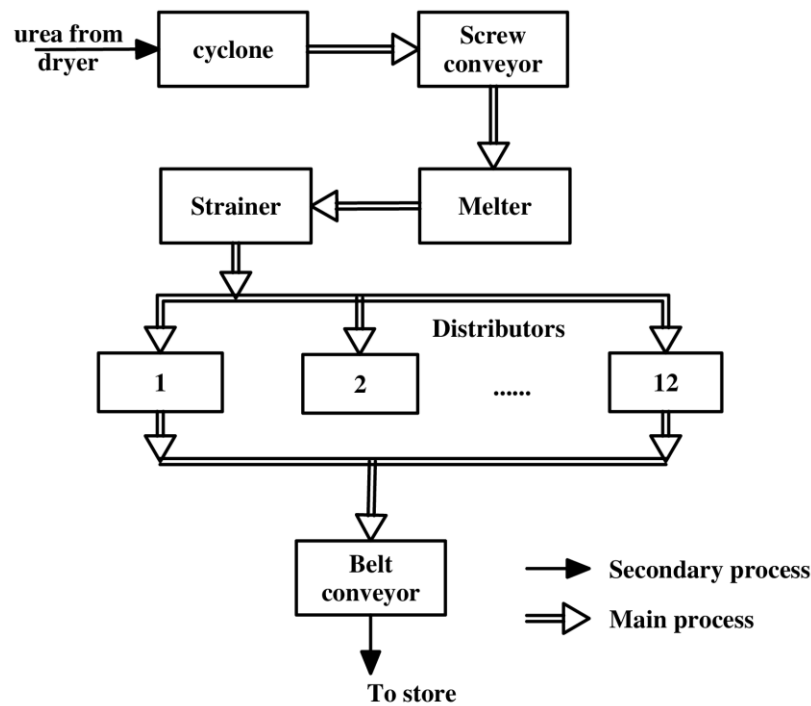 urea from
dryer
cyclone
Screw
conveyor
Strainer
Melter
Distributors
1
2
......
12
Belt
conveyor
Secondary process
Main process
To store